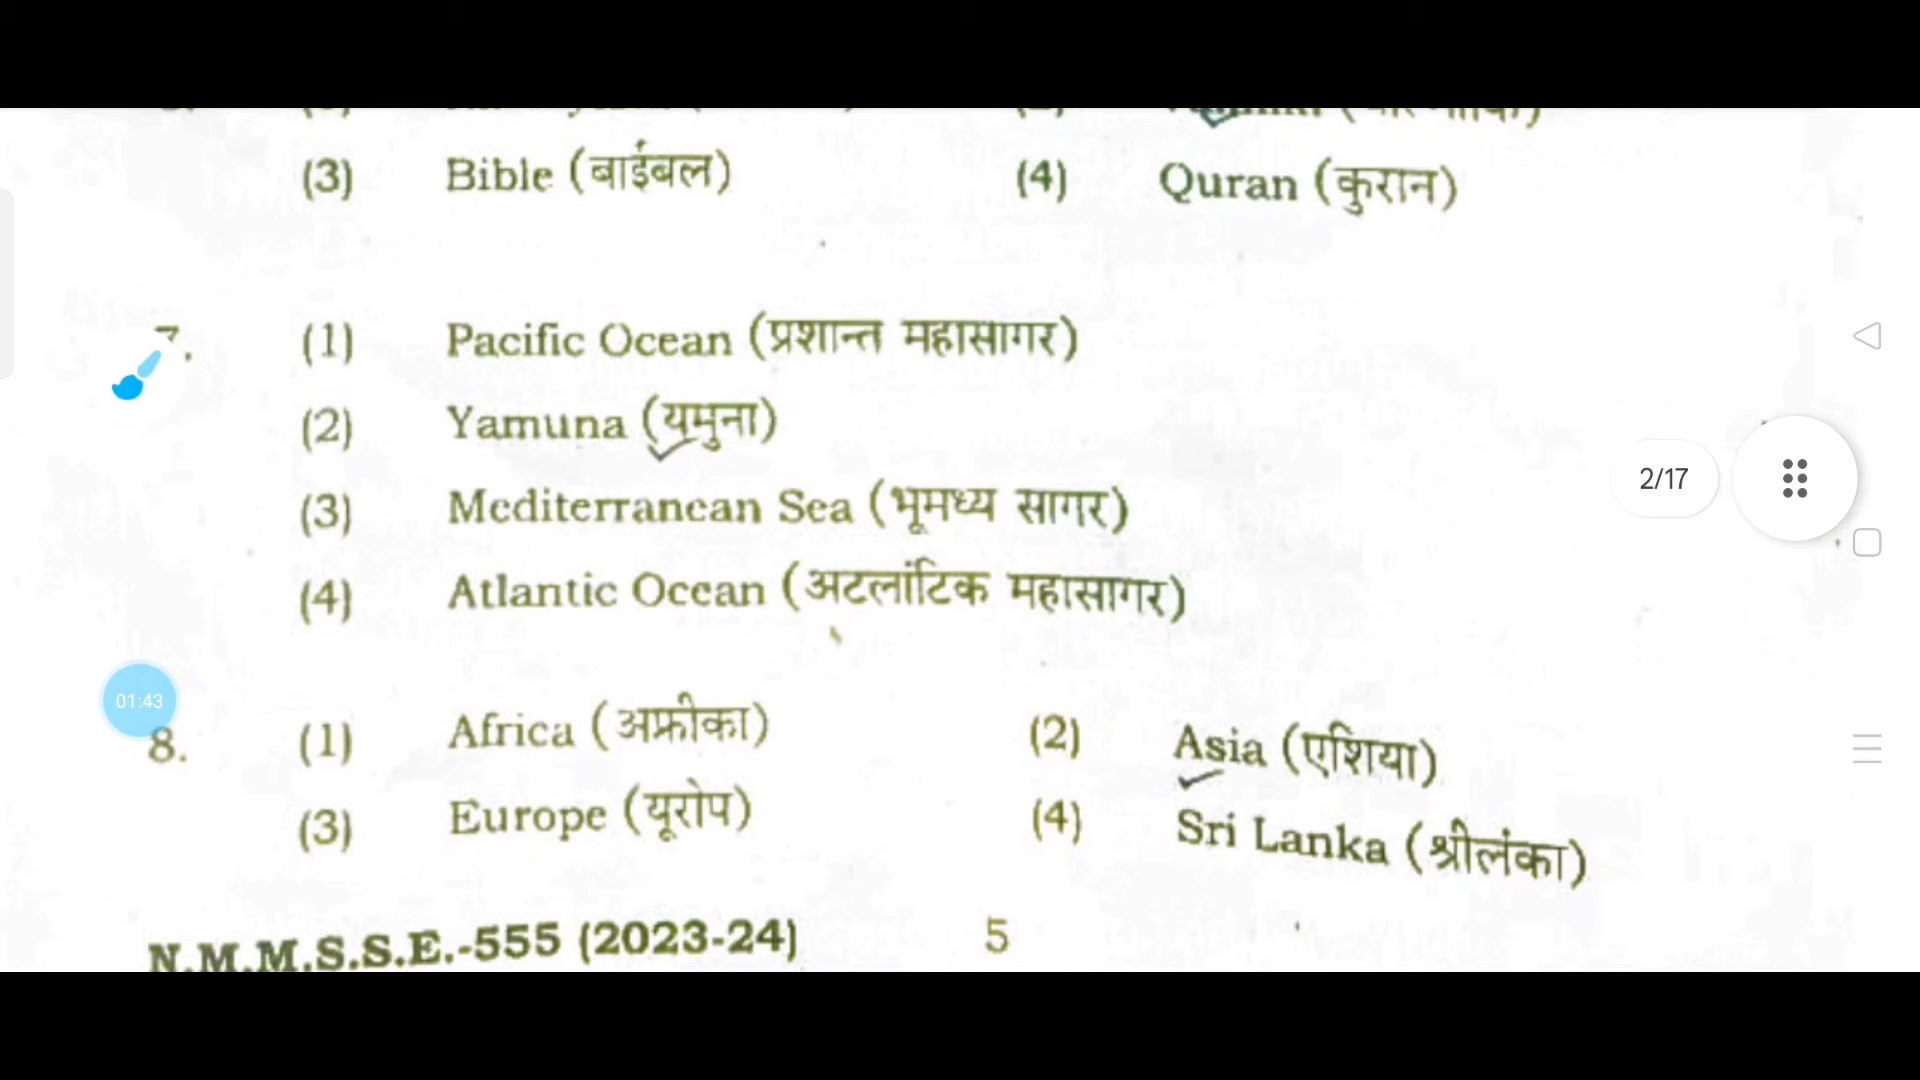 (3) Bible (बाईबल) (4) Quran (कुरान)
7. (1) Pacific Ocean (प्रशान्त महासागर)
(2) Yamuna (यमुना)
2/17
(3) Mediterranean Sea (भूमध्य सागर)
(4) Atlantic Ocean (अटलांटिक महासागर)
01:43
8. (1) Africa (अफ्रीका) (2) Asia (एशिया)
(3) Europe (यूरोप) (4) Sri Lanka (श्रीलंका)
N.M.M.S.S.E.-555 (2023-24) 5